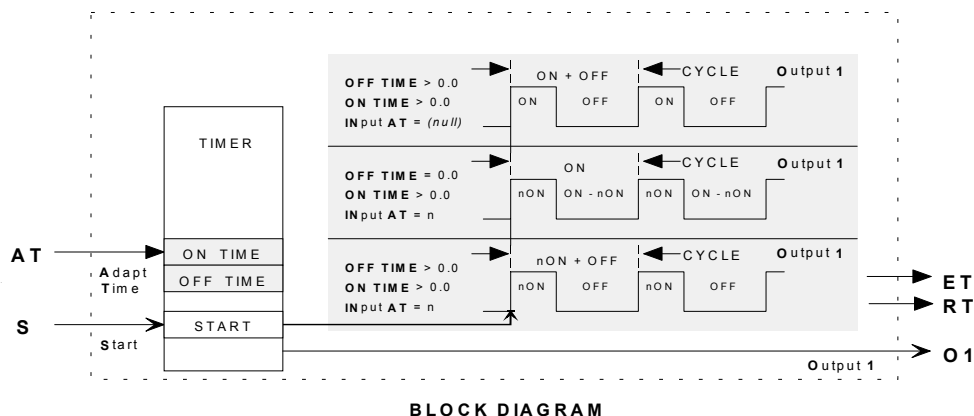 OFF TIME > 0.0
ON TIME > 0.0
INput AT = (null)
ON + OFF
CYCLE
Output 1
ON OFF ON OFF
TIMER
OFF TIME = 0.0
ON TIME > 0.0
INput AT = n
ON
CYCLE
Output 1
nON ON - nON nON ON - nON
AT
Adapt
Time
ON TIME
OFF TIME
OFF TIME > 0.0
ON TIME > 0.0
INput AT = n
nON + OFF
CYCLE
Output 1
nON OFF nON OFF
ET
RT
S
Start
START
O1
Output 1
BLOCK DIAGRAM